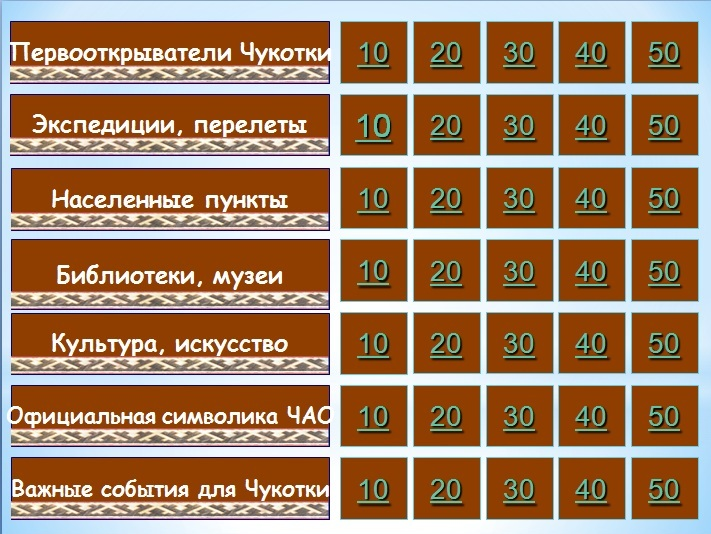 Первооткрыватели Чукотки 10 20 30 40 50
Экспедиции, перелеты 10 20 30 40 50
Населенные пункты 10 20 30 40 50
Библиотеки, музеи 10 20 30 40 50
Культура, искусство 10 20 30 40 50
Официальная символика ЧАО 10 20 30 40 50
Важные события для Чукотки 10 20 30 40 50